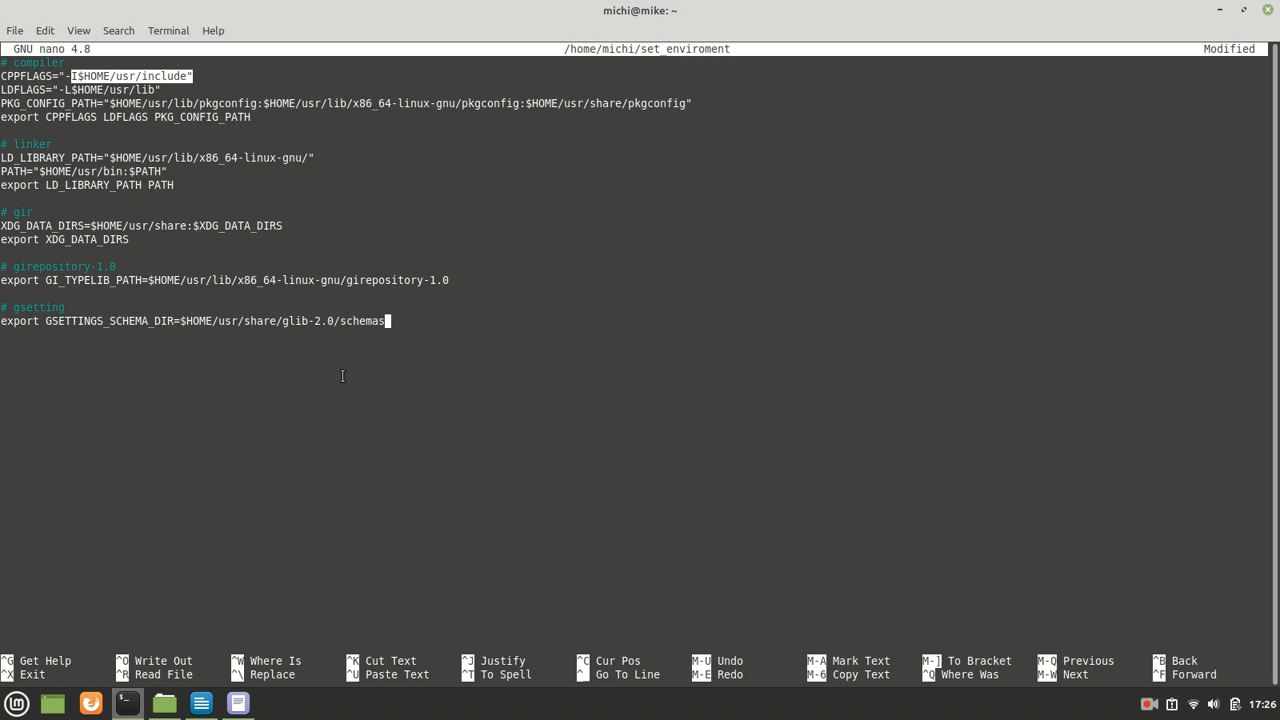 michi@mike: ~
File Edit View Search Terminal Help
GNU nano 4.8 /home/michi/set_enviroment Modified
# compiler
CPPFLAGS="-I$HOME/usr/include"
LDFLAGS="-L$HOME/usr/lib"
PKG_CONFIG_PATH="$HOME/usr/lib/pkgconfig:$HOME/usr/lib/x86_64-linux-gnu/pkgconfig:$HOME/usr/share/pkgconfig"
export CPPFLAGS LDFLAGS PKG_CONFIG_PATH
# linker
LD_LIBRARY_PATH="$HOME/usr/lib/x86_64-linux-gnu/"
PATH="$HOME/usr/bin:$PATH"
export LD_LIBRARY_PATH PATH
# gir
XDG_DATA_DIRS=$HOME/usr/share:$XDG_DATA_DIRS
export XDG_DATA_DIRS
# girepository-1.0
export GI_TYPELIB_PATH=$HOME/usr/lib/x86_64-linux-gnu/girepository-1.0
# gsetting
export GSETTINGS_SCHEMA_DIR=$HOME/usr/share/glib-2.0/schemas
^G Get Help ^O Write Out ^W Where Is ^K Cut Text ^J Justify ^C Cur Pos M-U Undo M-A Mark Text M-] To Bracket M-Q Previous ^B Back
^X Exit ^R Read File ^\ Replace ^U Paste Text ^T To Spell ^_ Go To Line M-E Redo M-6 Copy Text ^Q Where Was M-W Next ^F Forward
17:26